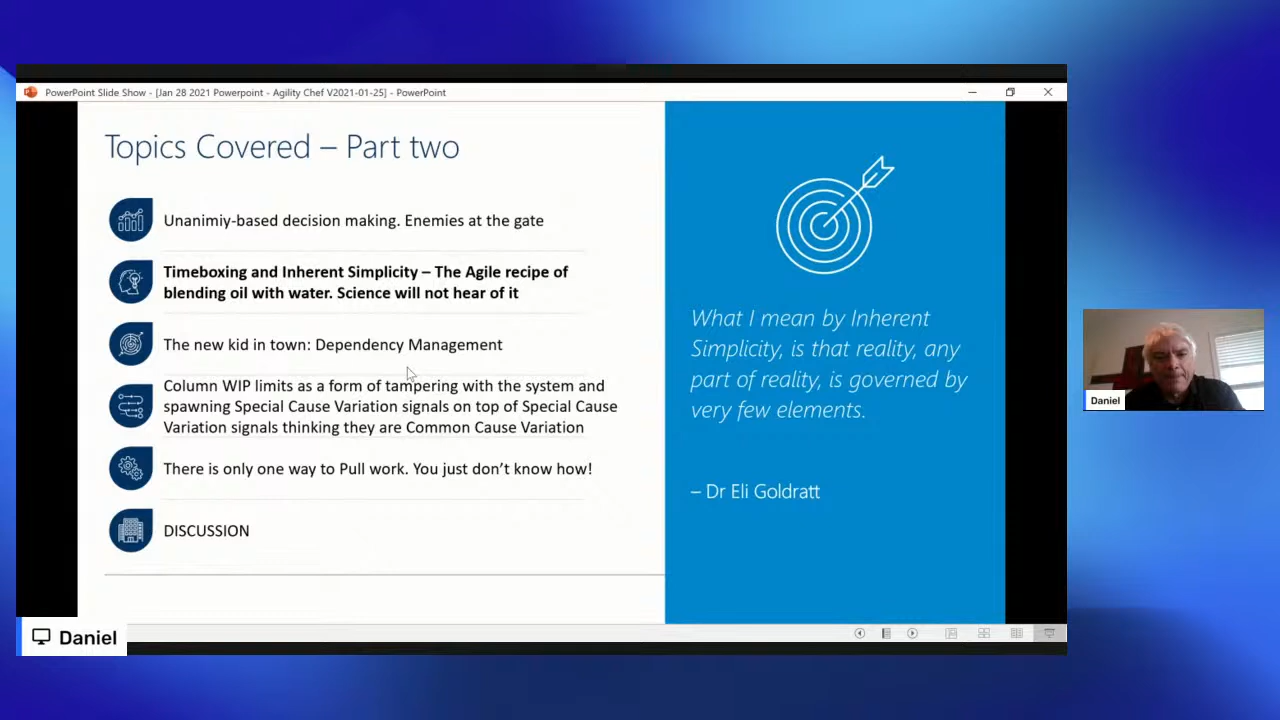 PowerPoint Slide Show - [Jan 28 2021 Powerpoint - Agility Chef V2021-01-25] - PowerPoint
Topics Covered – Part two
Unanimiy-based decision making. Enemies at the gate
Timeboxing and Inherent Simplicity – The Agile recipe of
blending oil with water. Science will not hear of it
The new kid in town: Dependency Management
Column WIP limits as a form of tampering with the system and
spawning Special Cause Variation signals on top of Special Cause
Variation signals thinking they are Common Cause Variation
There is only one way to Pull work. You just don’t know how!
DISCUSSION
What I mean by Inherent
Simplicity, is that reality, any
part of reality, is governed by
very few elements.
– Dr Eli Goldratt
Daniel
Daniel